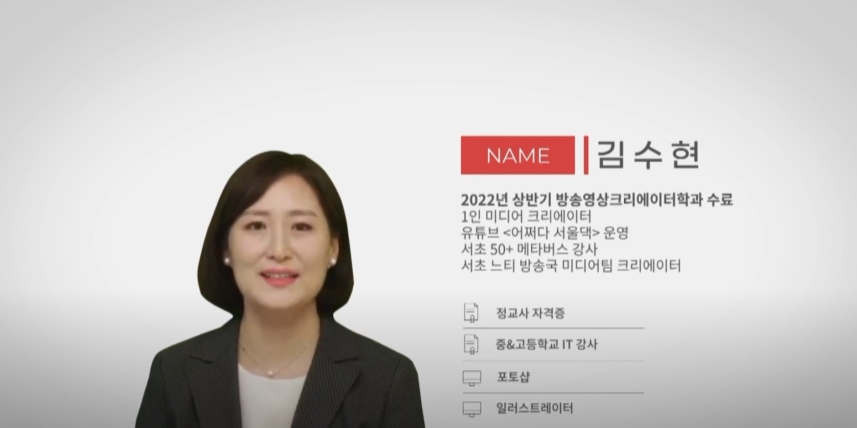 NAME
김수현
2022년 상반기 방송영상크리에이터학과 수료
1인 미디어 크리에이터
유튜브 <어쩌다 서울댁> 운영
서초 50+ 메타버스 강사
서초 느티 방송국 미디어팀 크리에이터
정교사 자격증
중&고등학교 IT 강사
포토샵
일러스트레이터